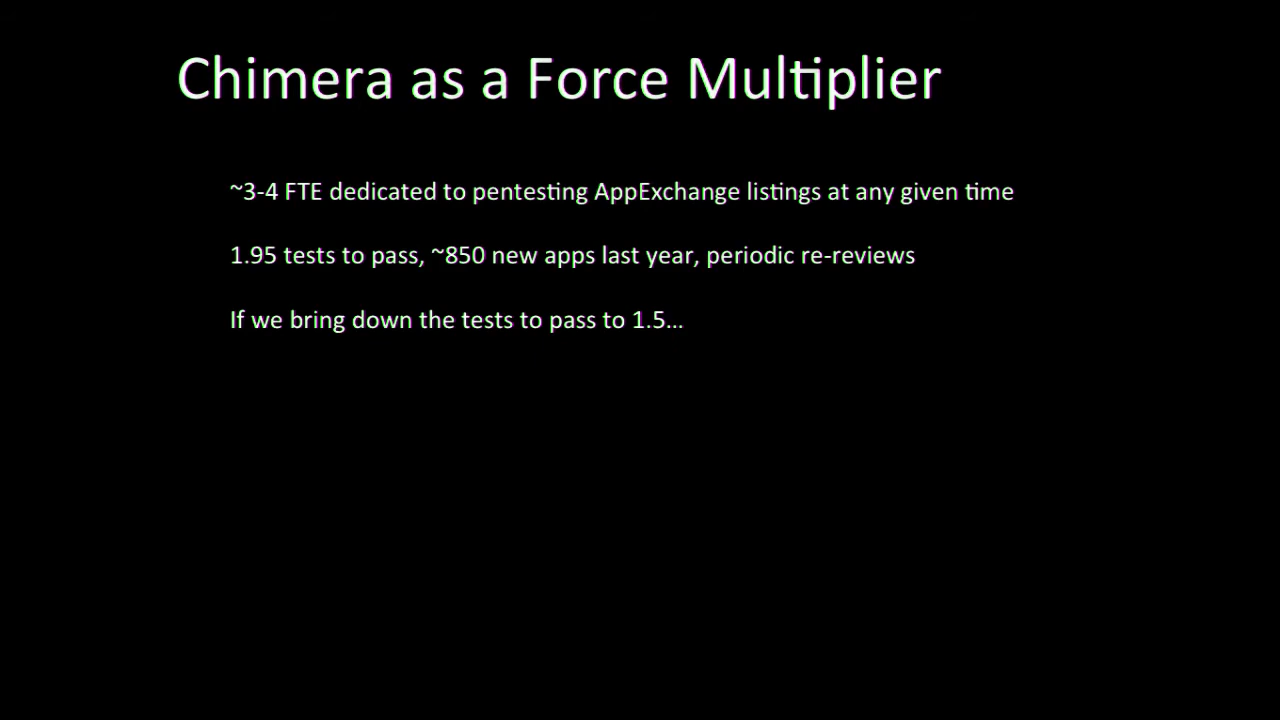 Chimera as a Force Multiplier
~3-4 FTE dedicated to pentesting AppExchange listings at any given time
1.95 tests to pass, ~850 new apps last year, periodic re-reviews
If we bring down the tests to pass to 1.5...